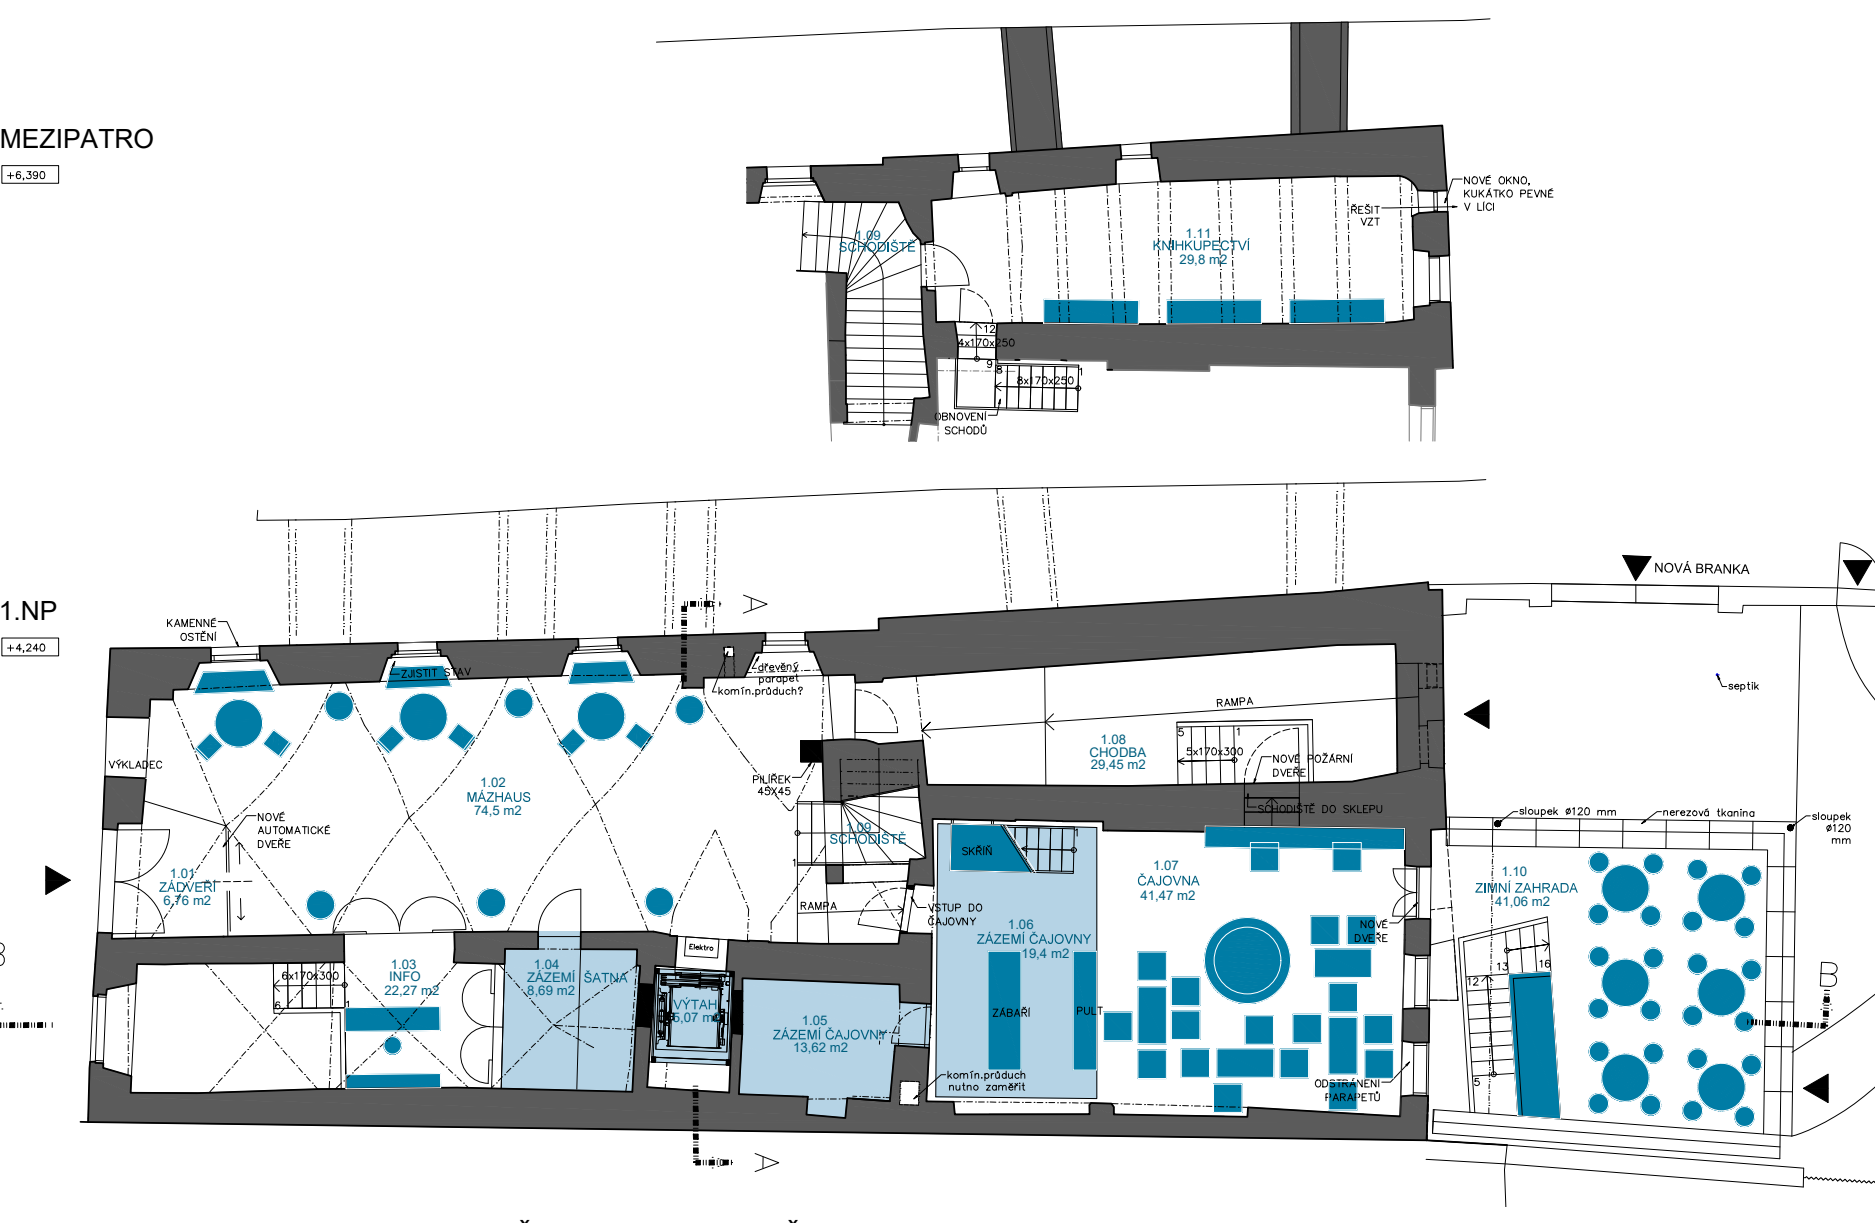 MEZIPATRO
+6,390
NOVÉ OKNO,
KUKÁTKO PEVNÉ
V LÍCI
ŘEŠIT
VZT
1.09
SCHODIŠTĚ
1.11
KNIHKUPECTVÍ
29,8 m2
12
4x170x250
9
8
1
8x170x250
OBNOVENÍ
SCHODŮ
1.NP
+4,240
NOVÁ BRANKA
KAMENNÉ
OSTĚNÍ
ZJISTIT STAV
A
dřevěný
parapet
komín.průduch?
septik
RAMPA
VÝKLADEC
1.02
MÁZHAUS
74,5 m2
PILÍŘEK
45X45
1.08
CHODBA
29,45 m2
5
1
5x170x300
NOVÉ POŽÁRNÍ
DVEŘE
SCHODIŠTĚ DO SKLEPU
NOVÉ
AUTOMATICKÉ
DVEŘE
1.09
SCHODIŠTĚ
1
sloupek ø120 mm
nerezová tkanina
sloupek
ø120
mm
1.01
ZÁDVEŘÍ
6,76 m2
SKŘÍŇ
1
1.07
ČAJOVNA
41,47 m2
1.10
ZIMNÍ ZAHRADA
41,06 m2
RAMPA
VSTUP DO
ČAJOVNY
1.06
ZÁZEMÍ ČAJOVNY
19,4 m2
NOVÉ
DVEŘE
Elektro
1.03
INFO
22,27 m2
6x170x300
6
1
1.04
ZÁZEMÍ ŠATNA
8,69 m2
VÝTAH
5,07 m
1.05
ZÁZEMÍ ČAJOVNY
13,62 m2
ZÁBAŘÍ
PULT
13
16
12
5
B
komín.průduch
nutno zaměřit
ODSTRANĚNÍ
PARAPETŮ
A